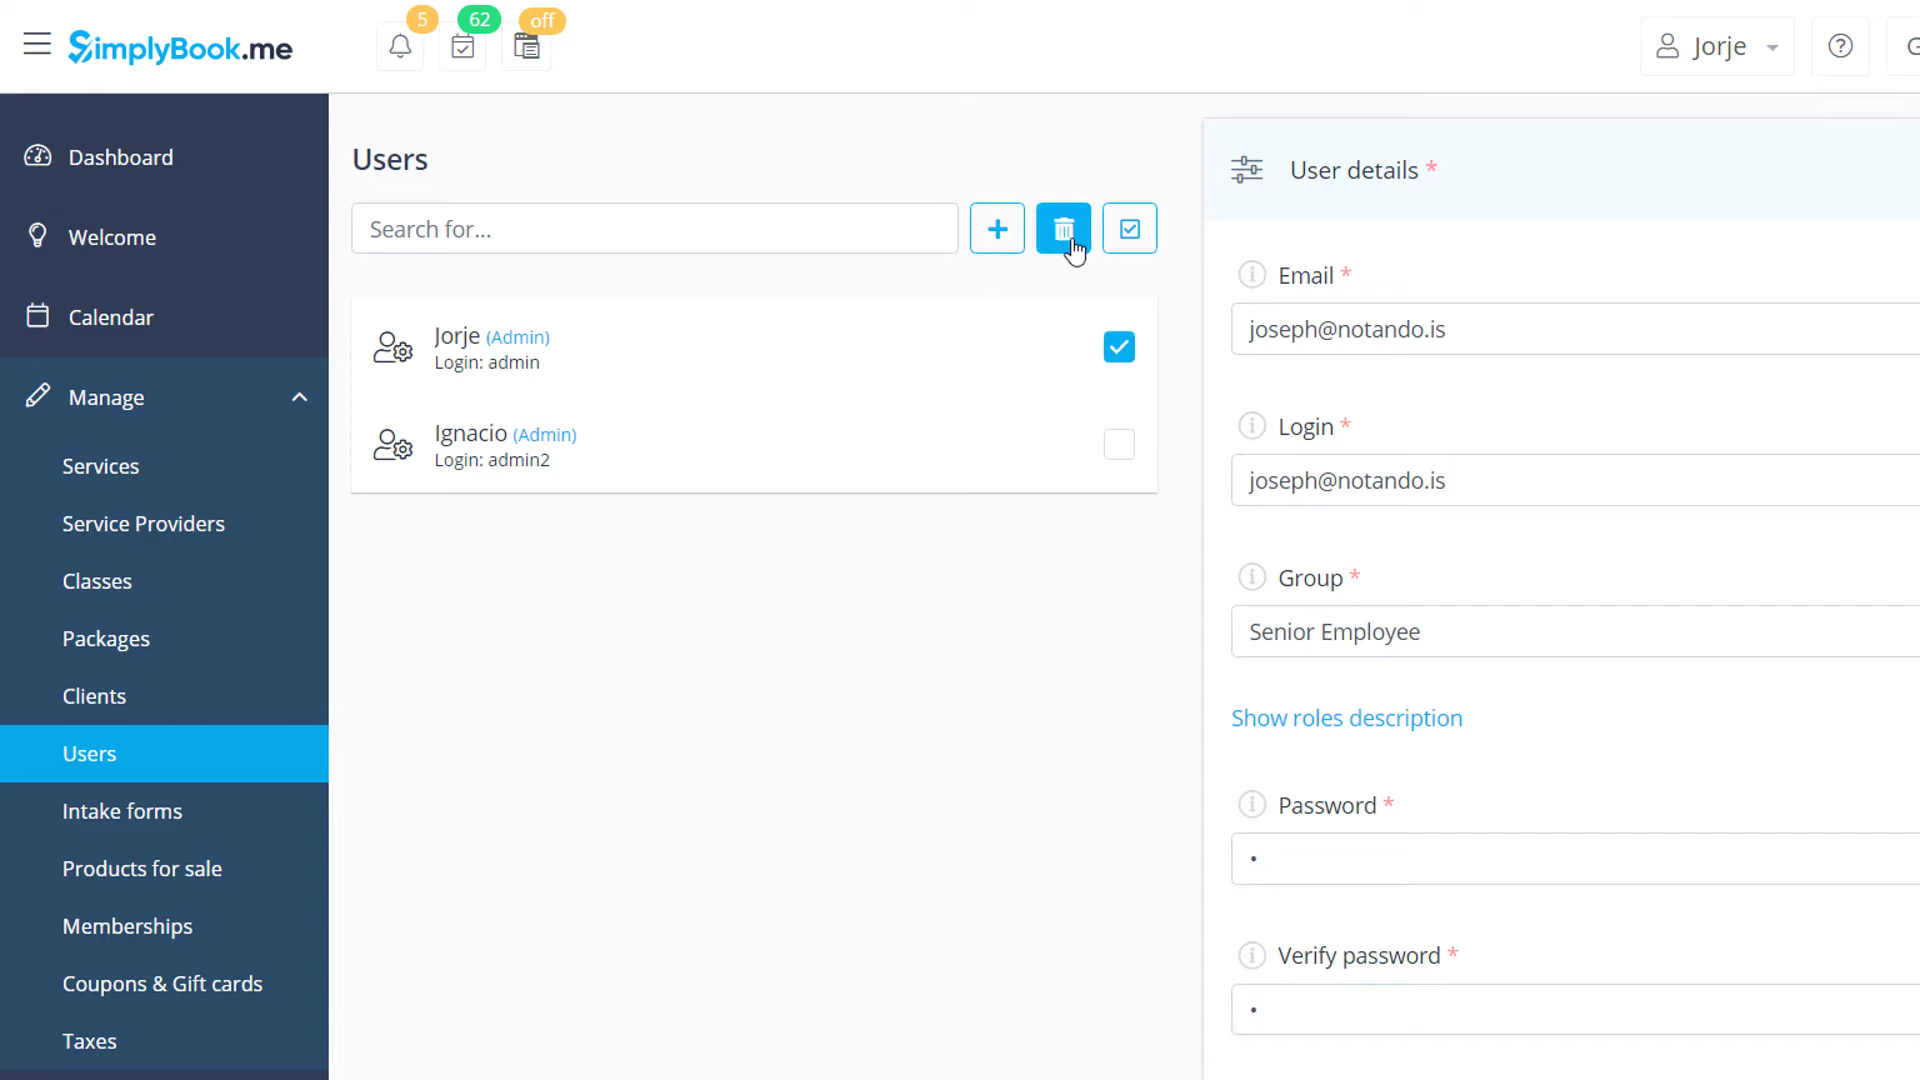 SimplyBook.me
5
62
off
Jorje
Dashboard
Welcome
Calendar
Manage
Services
Service Providers
Classes
Packages
Clients
Users
Intake forms
Products for sale
Memberships
Coupons & Gift cards
Taxes
Users
Search for...
Jorje (Admin)
Login: admin
Ignacio (Admin)
Login: admin2
User details *
Email *
joseph@notando.is
Login *
joseph@notando.is
Group *
Senior Employee
Show roles description
Password *
•
Verify password *
•